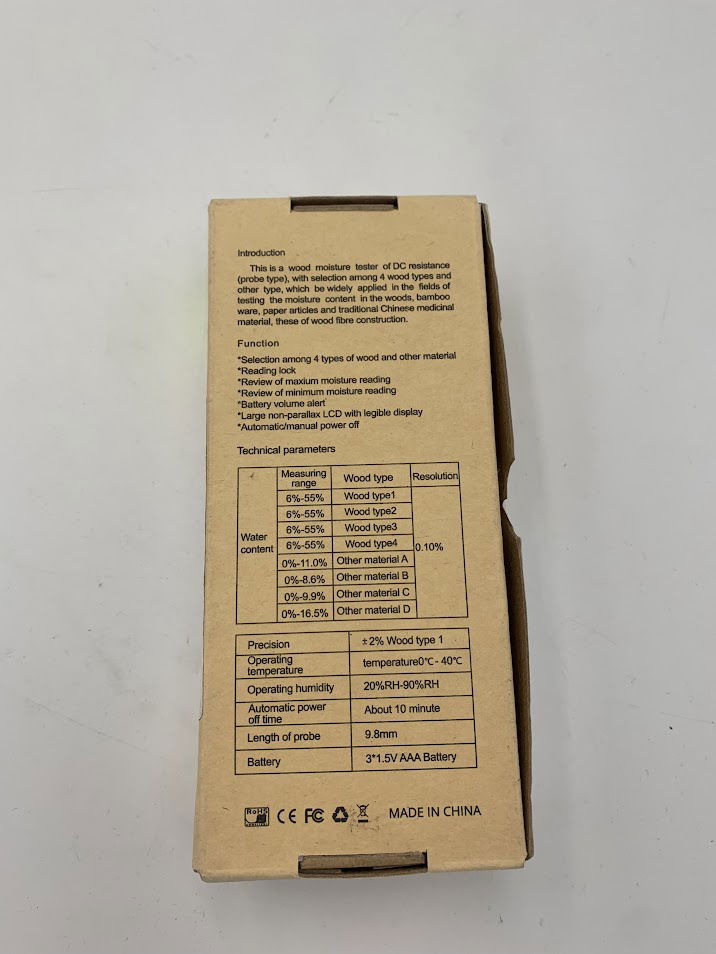 Introduction
This is a wood moisture tester of DC resistance
(probe type), with selection among 4 wood types and
other type, which be widely applied in the fields of
testing the moisture content in the woods, bamboo
ware, paper articles and traditional Chinese medicinal
material, these of wood fibre construction.
Function
*Selection among 4 types of wood and other material
*Reading lock
*Review of maxium moisture reading
*Review of minimum moisture reading
*Battery volume alert
*Large non-parallax LCD with legible display
*Automatic/manual power off
Technical parameters
Measuring range Wood type Resolution
Water content
6%-55% Wood type1
6%-55% Wood type2
6%-55% Wood type3
6%-55% Wood type4
0.10%
0%-11.0% Other material A
0%-8.6% Other material B
0%-9.9% Other material C
0%-16.5% Other material D
Precision ±2% Wood type 1
Operating temperature temperature0℃- 40℃
Operating humidity 20%RH-90%RH
Automatic power off time About 10 minute
Length of probe 9.8mm
Battery 3*1.5V AAA Battery
RoHS CE FC MADE IN CHINA